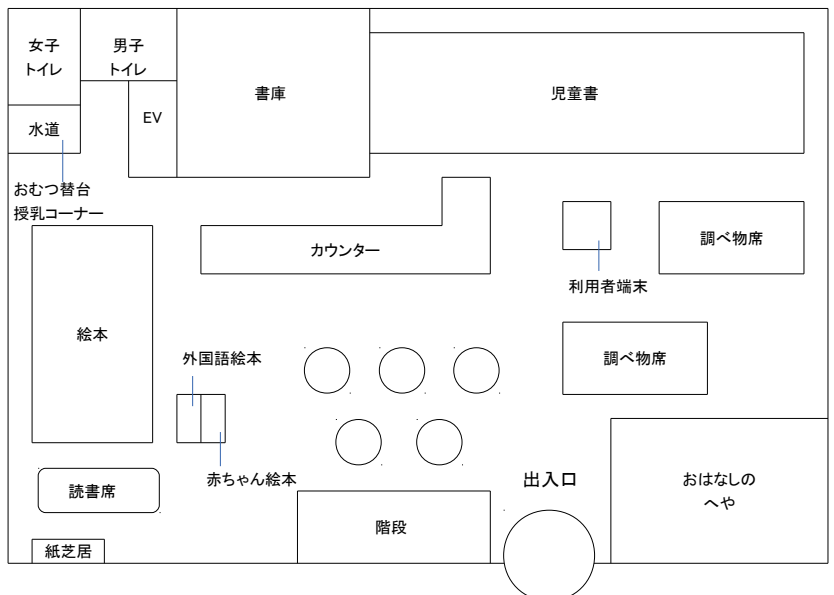 女子
トイレ
男子
トイレ
書庫
児童書
EV
水道
おむつ替台
授乳コーナー
カウンター
調べ物席
利用者端末
絵本
外国語絵本
調べ物席
赤ちゃん絵本
出入口
おはなしの
へや
読書席
階段
紙芝居